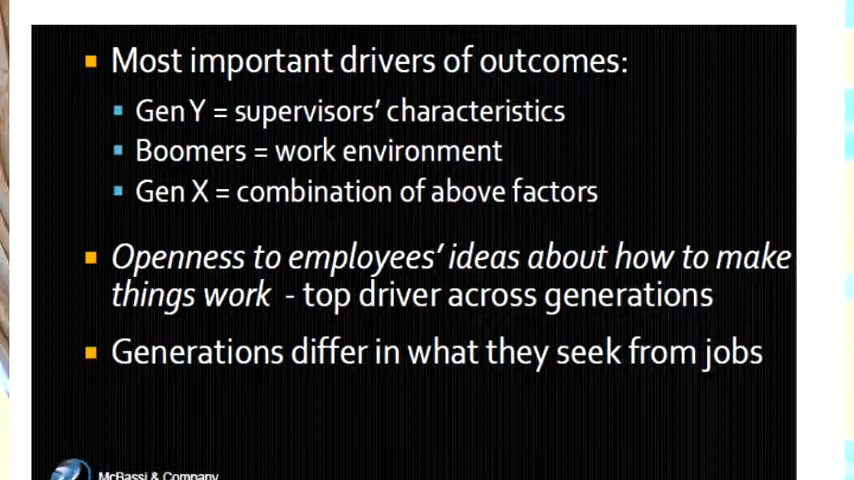 Most important drivers of outcomes:
Gen Y = supervisors' characteristics
Boomers = work environment
Gen X = combination of above factors
Openness to employees' ideas about how to make
things work - top driver across generations
Generations differ in what they seek from jobs
McBassi & Company